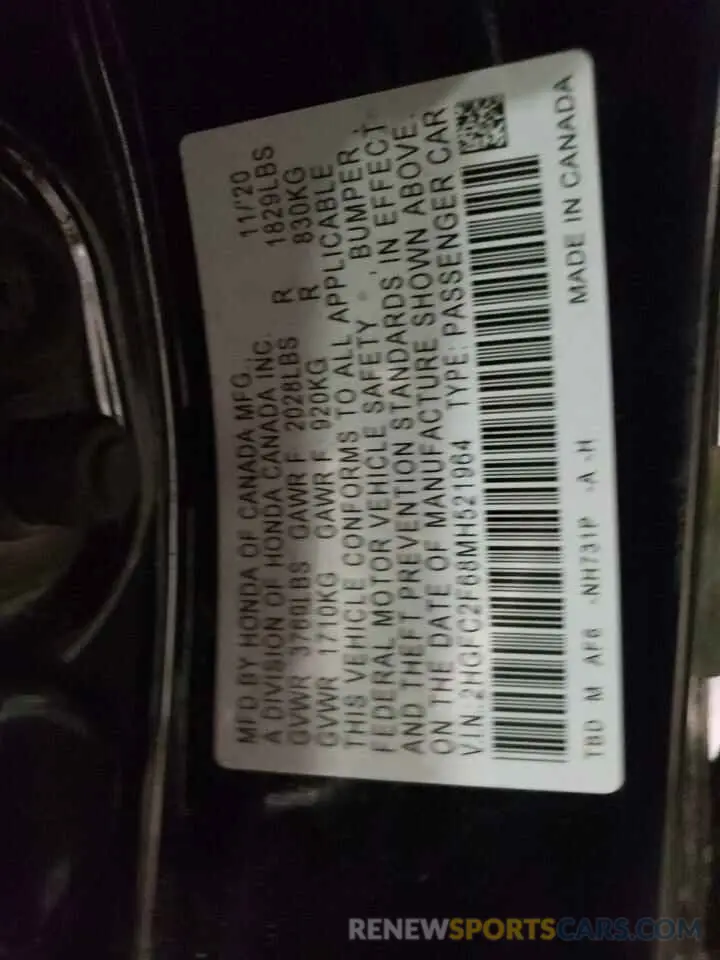 MFD BY HONDA OF CANADA MFG., 11/'20
A DIVISION OF HONDA CANADA INC.
GVWR 3769LBS GAWR F 2028LBS R 1829LBS
GVWR 1710KG GAWR F 920KG R 830KG
THIS VEHICLE CONFORMS TO ALL APPLICABLE
FEDERAL MOTOR VEHICLE SAFETY , BUMPER ,
AND THEFT PREVENTION STANDARDS IN EFFECT
ON THE DATE OF MANUFACTURE SHOWN ABOVE.
V.I.N: 2HGFC2F68MH521964 TYPE: PASSENGER CAR
TBD M AF6 -NH731P -A -H MADE IN CANADA
RENEWSPORTSCARS.COM